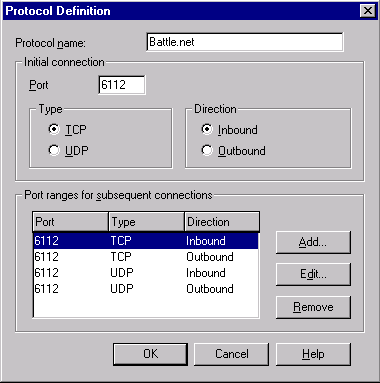 Protocol Definition
Protocol name: Battle.net
Initial connection
Port 6112
Type
TCP
UDP
Direction
Inbound
Outbound
Port ranges for subsequent connections
Port Type Direction
6112 TCP Inbound
6112 TCP Outbound
6112 UDP Inbound
6112 UDP Outbound
Add...
Edit...
Remove
OK Cancel Help